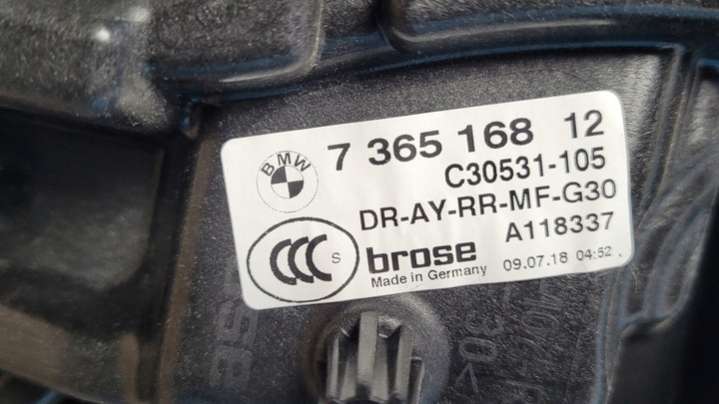 BMW
7 365 168 12
C30531-105
DR-AY-RR-MF-G30
A118337
CCC S
brose
Made in Germany
09.07.18 04:52
30<